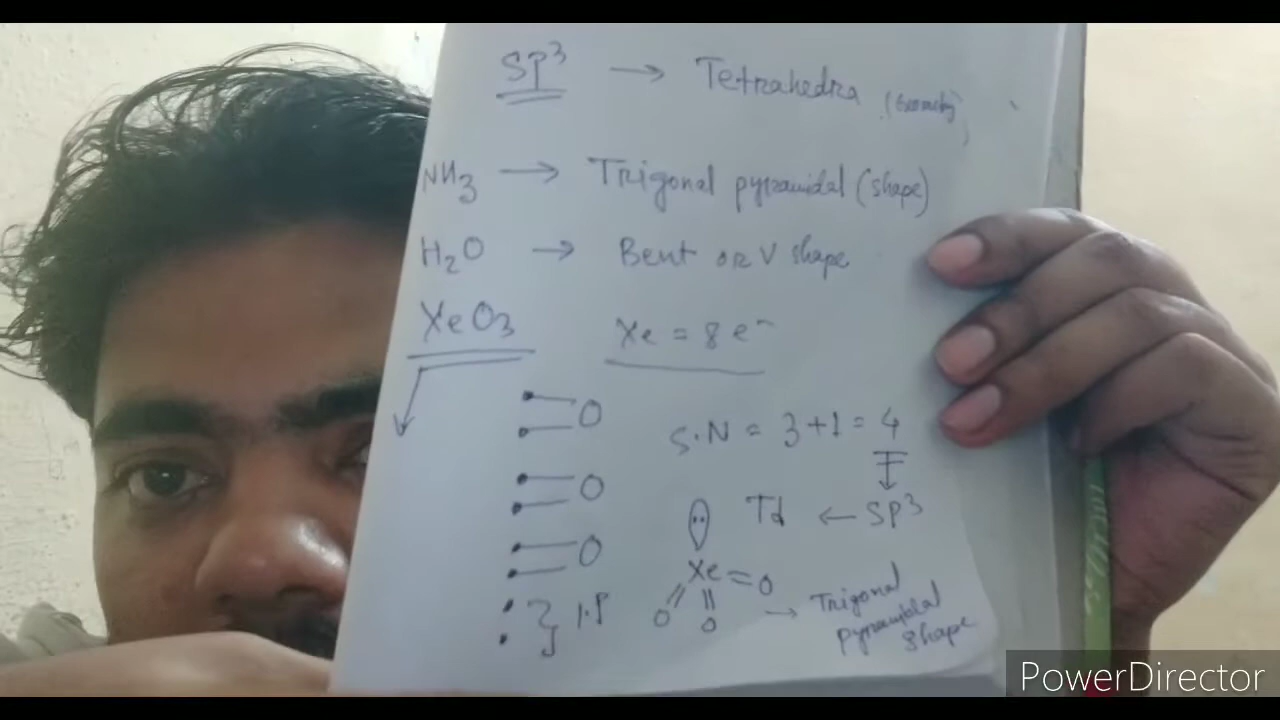 SP³ → Tetrahedra (Geometry)
NH₃ → Trigonal pyramidal (shape)
H₂O → Bent or V shape
XeO₃ Xe = 8 e⁻
O
O
O
l.P
S.N = 3+1 = 4
Td ← SP³
Xe = O
O O
→ Trigonal
pyramidal
shape
PowerDirector